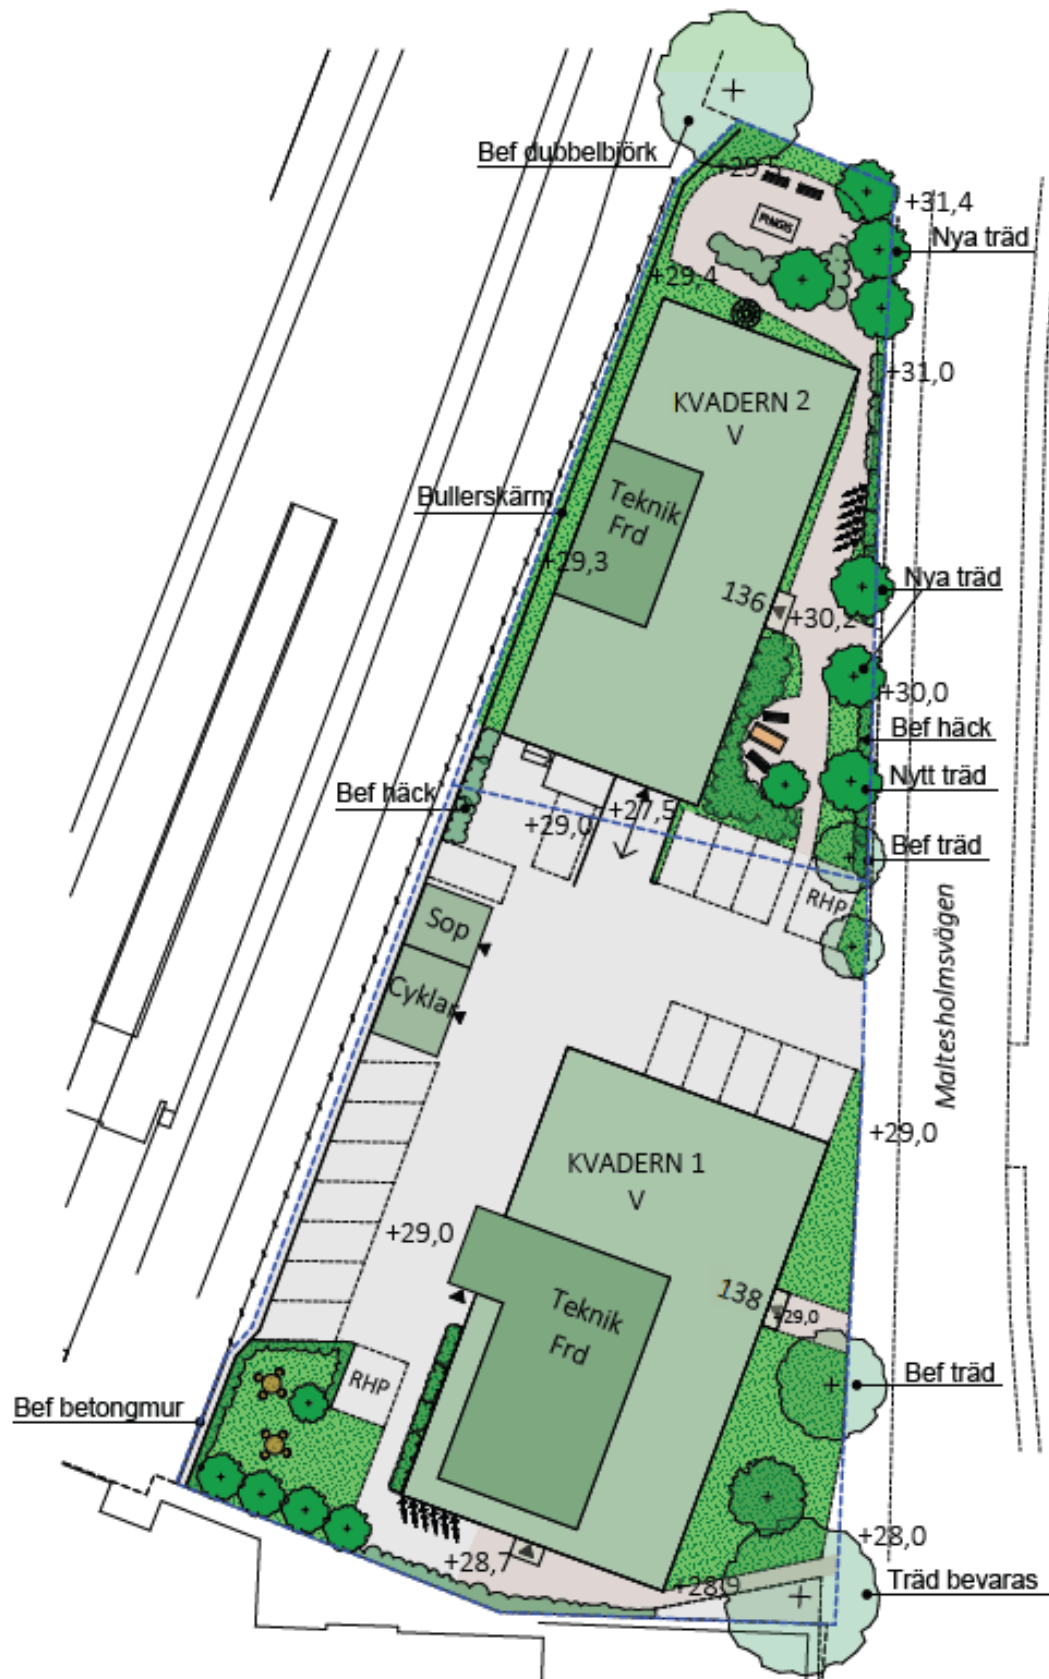 Bef dubbelbjörk
+29,5
+31,4
PINGIS
Nya träd
+29,4
+31,0
KVADERN 2
V
Bullerskärm
Teknik
Frd
+29,3
136
Nya träd
+30,2
+30,0
Bef häck
Nytt träd
Bef häck
+29,0
+27,5
Bef träd
RHP
Sop
Cyklar
Maltesholmsvägen
+29,0
KVADERN 1
V
+29,0
138
+29,0
Teknik
Frd
RHP
Bef träd
Bef betongmur
+28,0
+28,7
+28,9
Träd bevaras